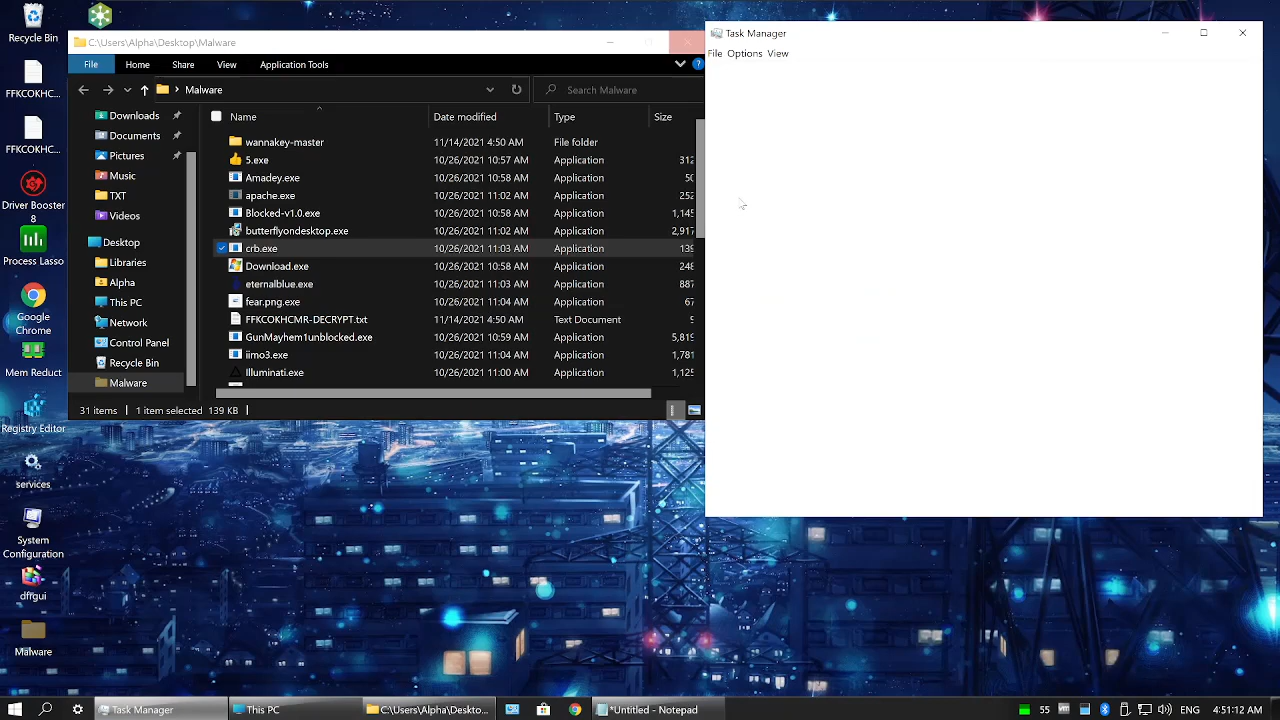 Recycle Bin
FFKCOKHC...
FFKCOKHC...
Driver Booster
8
Process Lasso
Google
Chrome
Mem Reduct
Registry Editor
services
System
Configuration
dffgui
Malware
C:\Users\Alpha\Desktop\Malware
File Home Share View Application Tools
Malware
Search Malware
Downloads
Documents
Pictures
Music
TXT
Videos
Desktop
Libraries
Alpha
This PC
Network
Control Panel
Recycle Bin
Malware
Name Date modified Type Size
wannakey-master 11/14/2021 4:50 AM File folder
5.exe 10/26/2021 10:57 AM Application 312
Amadey.exe 10/26/2021 10:58 AM Application 50
apache.exe 10/26/2021 11:02 AM Application 252
Blocked-v1.0.exe 10/26/2021 10:58 AM Application 1,145
butterflyondesktop.exe 10/26/2021 11:02 AM Application 2,917
crb.exe 10/26/2021 11:03 AM Application 139
Download.exe 10/26/2021 10:58 AM Application 248
eternalblue.exe 10/26/2021 11:03 AM Application 887
fear.png.exe 10/26/2021 11:04 AM Application 67
FFKCOKHCMR-DECRYPT.txt 11/14/2021 4:50 AM Text Document 5
GunMayhem1unblocked.exe 10/26/2021 10:59 AM Application 5,819
iimo3.exe 10/26/2021 11:04 AM Application 1,781
Illuminati.exe 10/26/2021 11:00 AM Application 1,125
31 items 1 item selected 139 KB
Task Manager
File Options View
Task Manager
This PC
C:\Users\Alpha\Deskto...
*Untitled - Notepad
55
ENG
4:51:12 AM